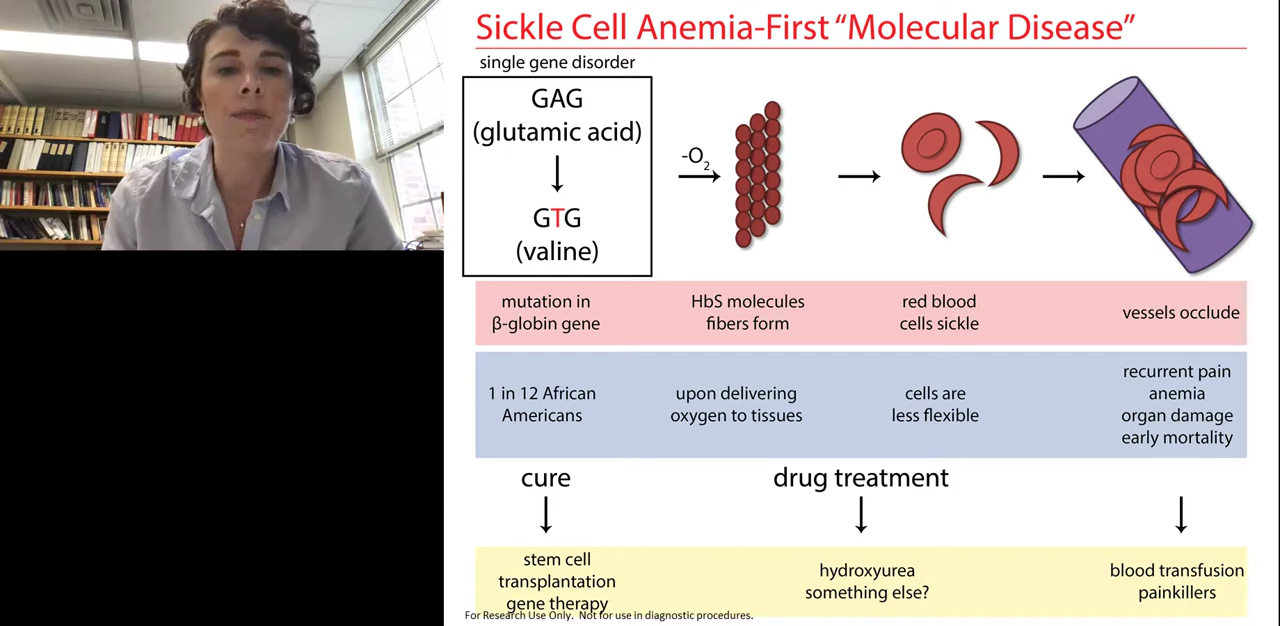 Sickle Cell Anemia-First “Molecular Disease”
single gene disorder
GAG
(glutamic acid)
GTG
(valine)
-O2
mutation in
β-globin gene
HbS molecules
fibers form
red blood
cells sickle
vessels occlude
1 in 12 African
Americans
upon delivering
oxygen to tissues
cells are
less flexible
recurrent pain
anemia
organ damage
early mortality
cure
drug treatment
stem cell
transplantation
gene therapy
hydroxyurea
something else?
blood transfusion
painkillers
For Research Use Only. Not for use in diagnostic procedures.